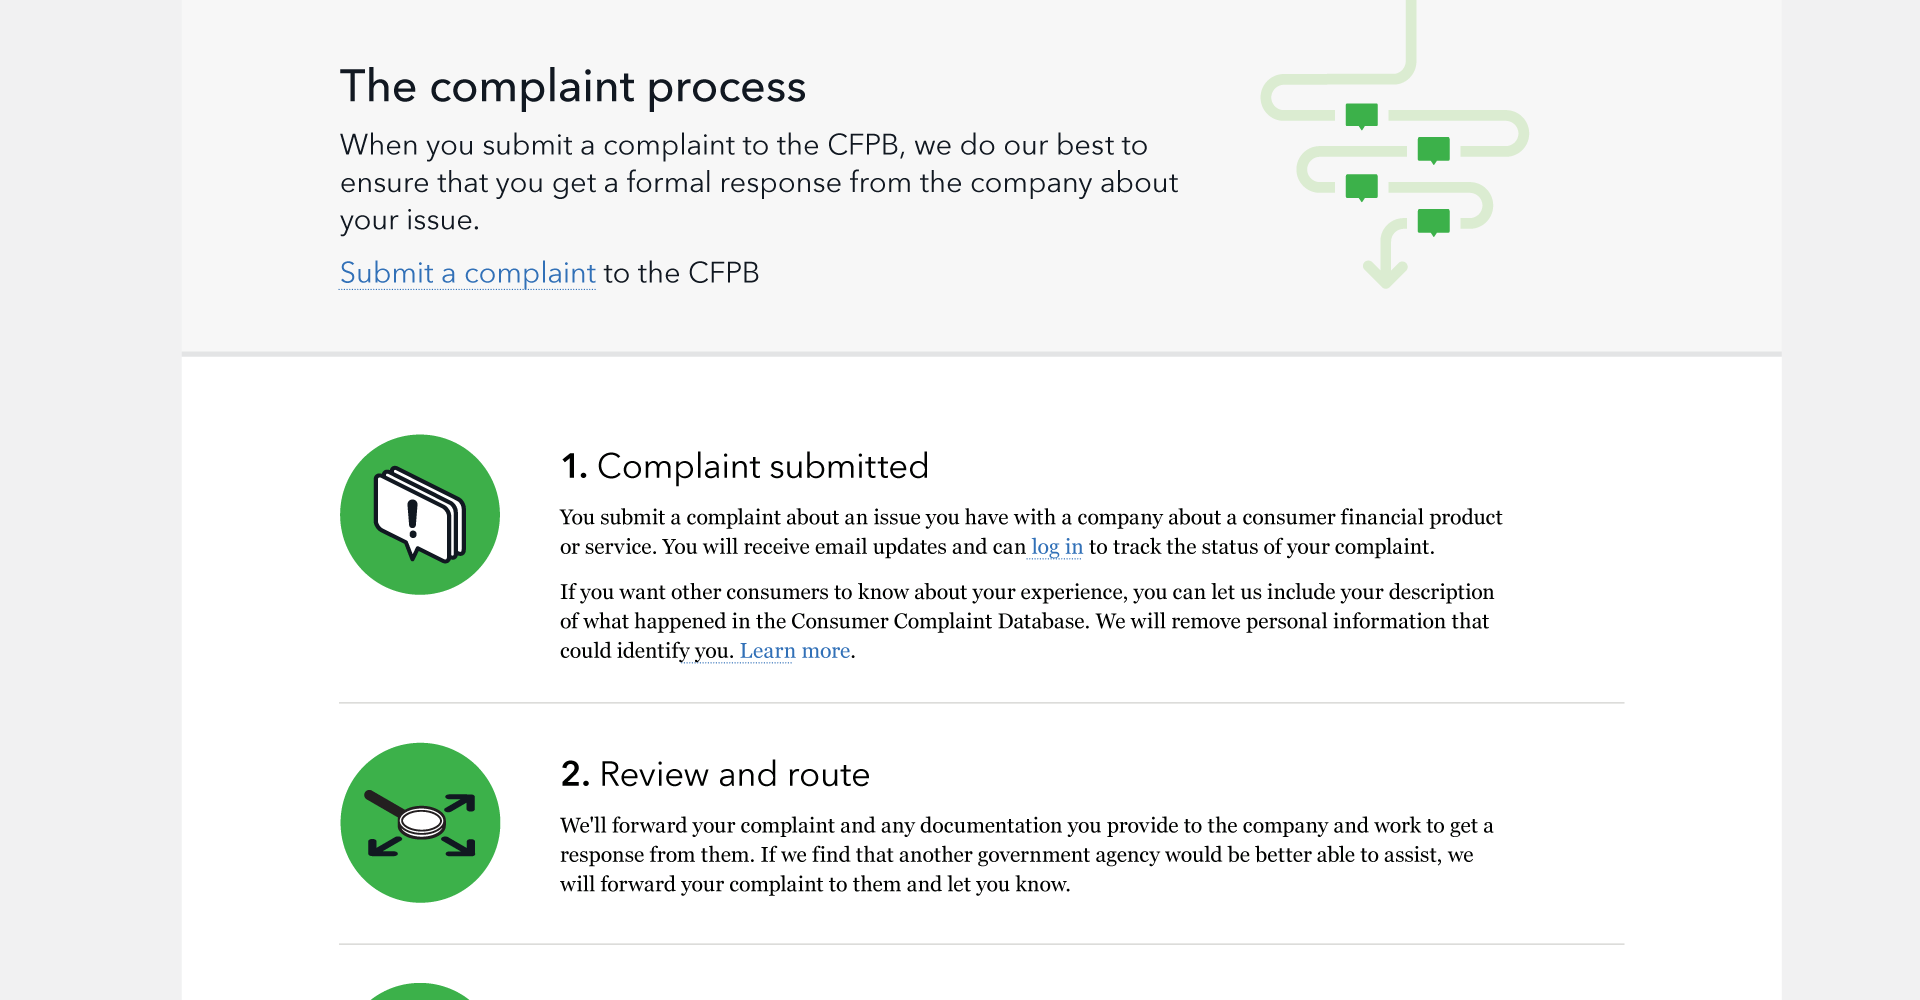 The complaint process
When you submit a complaint to the CFPB, we do our best to
ensure that you get a formal response from the company about
your issue.
Submit a complaint to the CFPB
1. Complaint submitted
You submit a complaint about an issue you have with a company about a consumer financial product
or service. You will receive email updates and can log in to track the status of your complaint.
If you want other consumers to know about your experience, you can let us include your description
of what happened in the Consumer Complaint Database. We will remove personal information that
could identify you. Learn more.
2. Review and route
We'll forward your complaint and any documentation you provide to the company and work to get a
response from them. If we find that another government agency would be better able to assist, we
will forward your complaint to them and let you know.